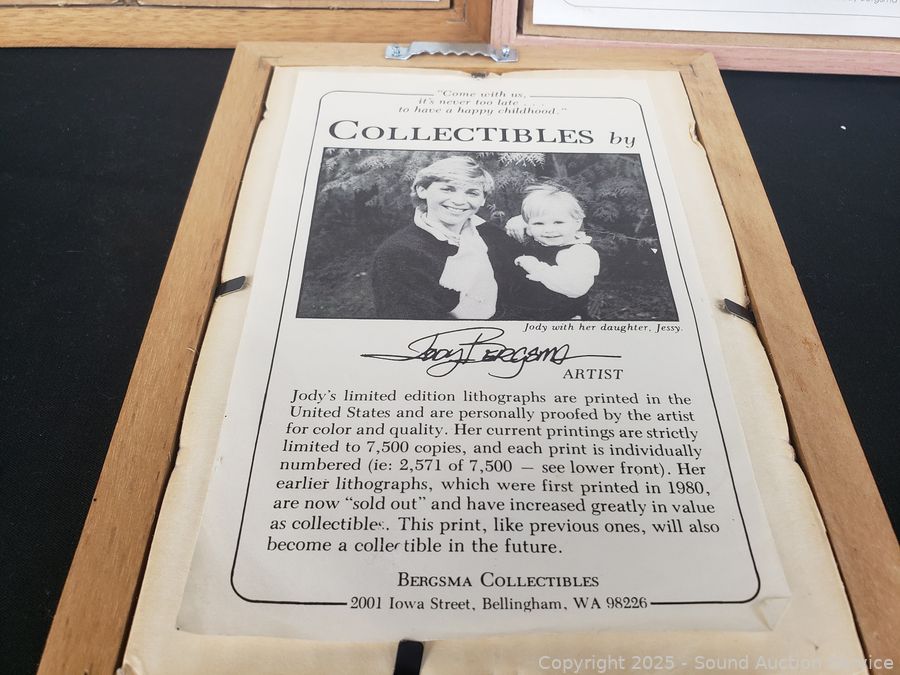 "Come with us,
it's never too late . . .
to have a happy childhood."
COLLECTIBLES by
Jody with her daughter, Jessy.
Jody Bergsma
ARTIST
Jody's limited edition lithographs are printed in the
United States and are personally proofed by the artist
for color and quality. Her current printings are strictly
limited to 7,500 copies, and each print is individually
numbered (ie: 2,571 of 7,500 — see lower front). Her
earlier lithographs, which were first printed in 1980,
are now "sold out" and have increased greatly in value
as collectibles. This print, like previous ones, will also
become a collectible in the future.
BERGSMA COLLECTIBLES
2001 Iowa Street, Bellingham, WA 98226
Copyright © 2025 - Sound Auction Service